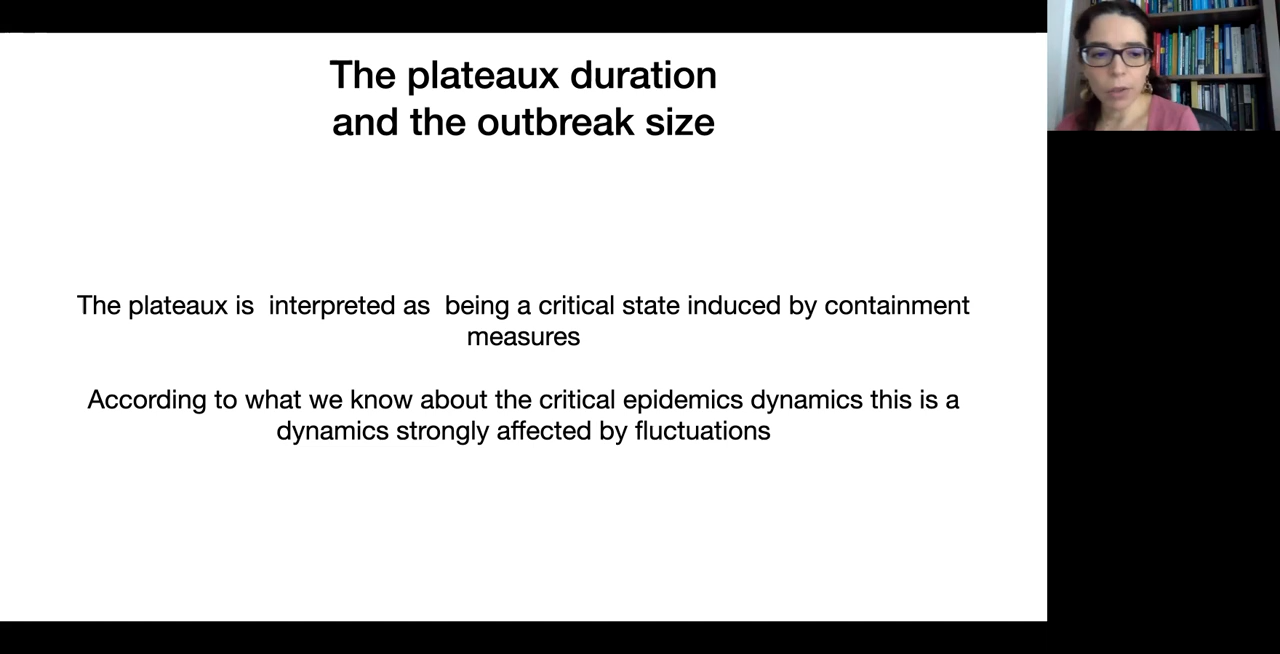 The plateaux duration
and the outbreak size
The plateaux is interpreted as being a critical state induced by containment
measures
According to what we know about the critical epidemics dynamics this is a
dynamics strongly affected by fluctuations